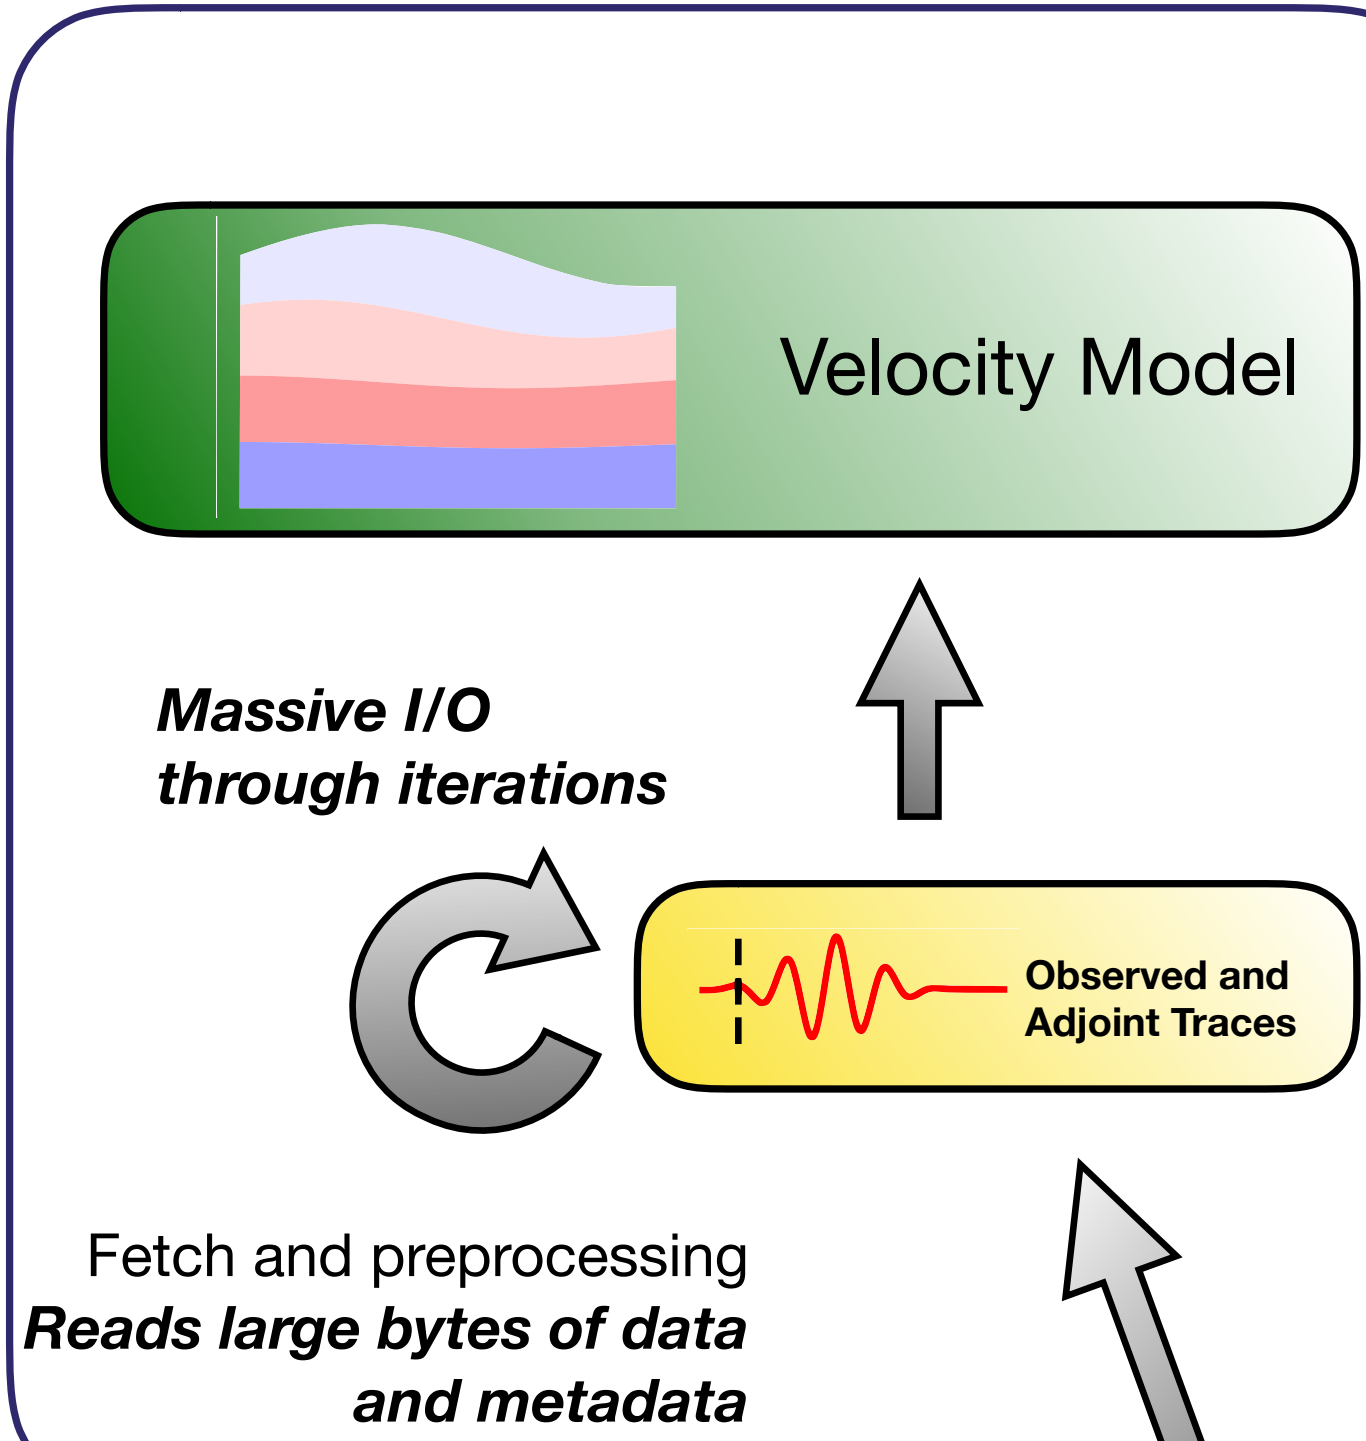 Velocity Model
Massive I/O
through iterations
Observed and
Adjoint Traces
Fetch and preprocessing
Reads large bytes of data
and metadata